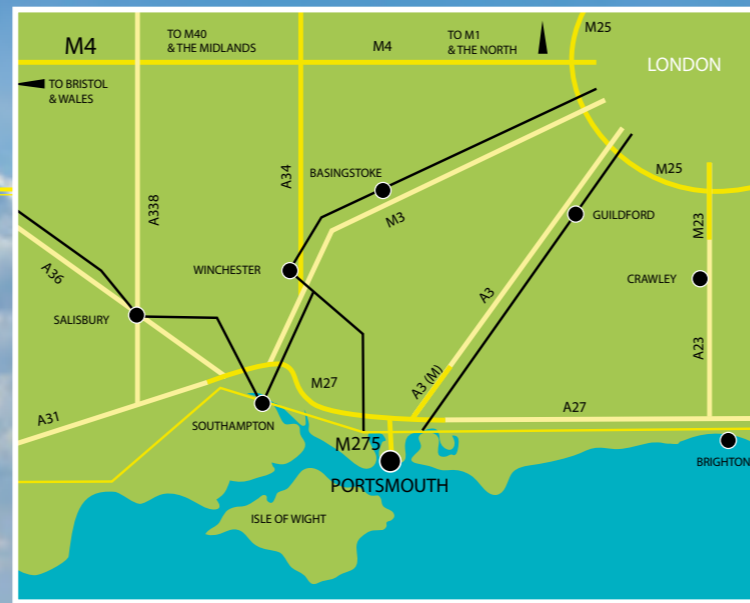 M25
TO M40
& THE MIDLANDS
TO M1
& THE NORTH
M4
M4
LONDON
TO BRISTOL
& WALES
M25
A34
BASINGSTOKE
A338
M3
GUILDFORD
M23
A36
WINCHESTER
CRAWLEY
A3
SALISBURY
A23
A3 (M)
M27
A31
A27
SOUTHAMPTON
M275
BRIGHTON
PORTSMOUTH
ISLE OF WIGHT